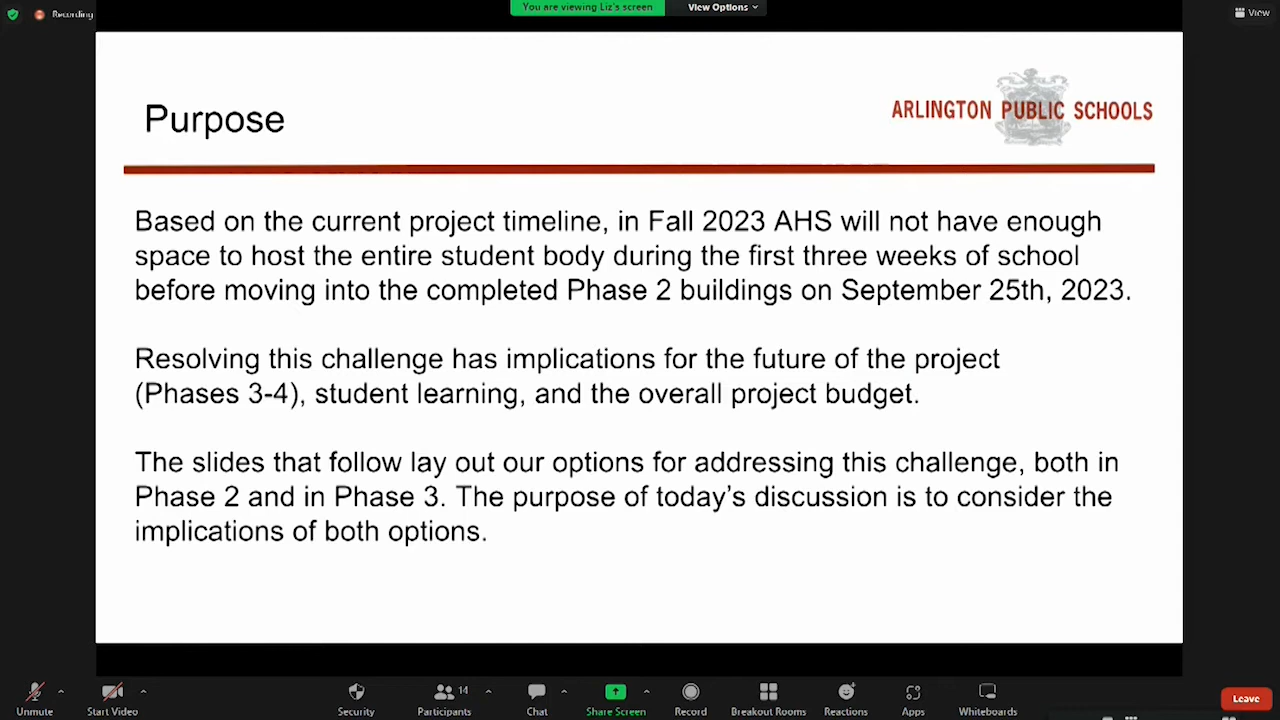 Recording
You are viewing Liz's screen
View Options
View
Purpose
ARLINGTON PUBLIC SCHOOLS
Based on the current project timeline, in Fall 2023 AHS will not have enough
space to host the entire student body during the first three weeks of school
before moving into the completed Phase 2 buildings on September 25th, 2023.
Resolving this challenge has implications for the future of the project
(Phases 3-4), student learning, and the overall project budget.
The slides that follow lay out our options for addressing this challenge, both in
Phase 2 and in Phase 3. The purpose of today’s discussion is to consider the
implications of both options.
Unmute
Start Video
Security
Participants
14
Chat
Share Screen
Record
Breakout Rooms
Reactions
Apps
Whiteboards
Leave